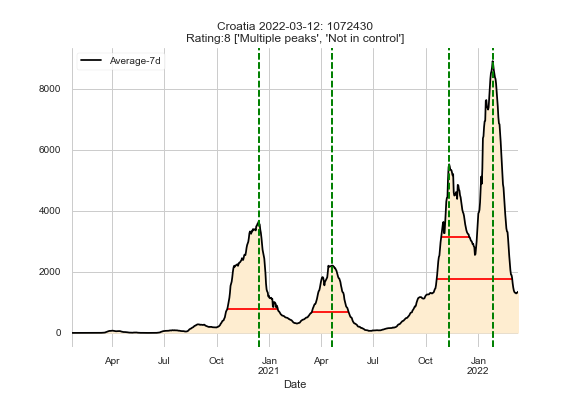 Croatia 2022-03-12: 1072430
Rating:8 ['Multiple peaks', 'Not in control']
Average-7d
8000
6000
4000
2000
0
Apr
Jul
Oct
Jan
2021
Apr
Jul
Oct
Jan
2022
Date